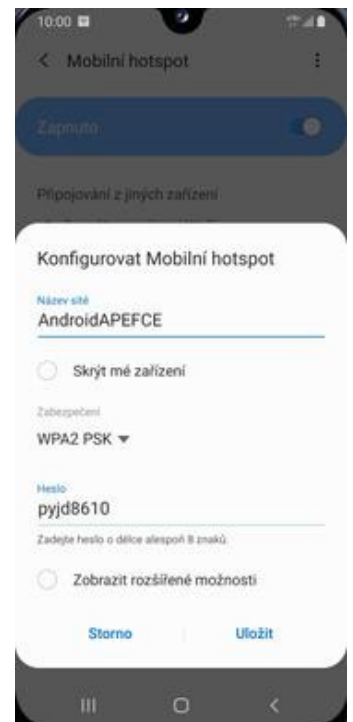 10:00
Mobilní hotspot
Zapnuto
Připojování z jiných zařízení
Konfigurovat Mobilní hotspot
Název sítě
AndroidAPEFCE
Skrýt mé zařízení
Zabezpečení
WPA2 PSK
Heslo
pyjd8610
Zadejte heslo o délce alespoň 8 znaků.
Zobrazit rozšířené možnosti
Storno
Uložit